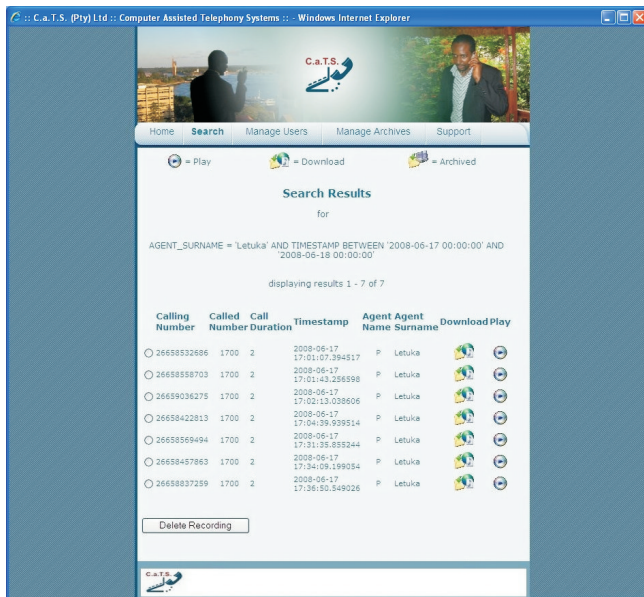 :: C.a.T.S. (Pty) Ltd :: Computer Assisted Telephony Systems :: - Windows Internet Explorer
C.a.T.S.
Home Search Manage Users Manage Archives Support
= Play = Download = Archived
Search Results
for
AGENT_SURNAME = 'Letuka' AND TIMESTAMP BETWEEN '2008-06-17 00:00:00' AND
'2008-06-18 00:00:00'
displaying results 1 - 7 of 7
Calling Called Call Timestamp Agent Agent Download Play
Number Number Duration Name Surname
26658532686 1700 2 2008-06-17 P Letuka
17:01:07.394517
26658558703 1700 2 2008-06-17 P Letuka
17:01:43.256598
26659036275 1700 2 2008-06-17 P Letuka
17:02:13.038606
26658422813 1700 2 2008-06-17 P Letuka
17:04:39.939514
26658569494 1700 2 2008-06-17 P Letuka
17:31:35.855244
26658457863 1700 2 2008-06-17 P Letuka
17:34:09.199054
26658837259 1700 2 2008-06-17 P Letuka
17:36:50.549026
Delete Recording
C.a.T.S.